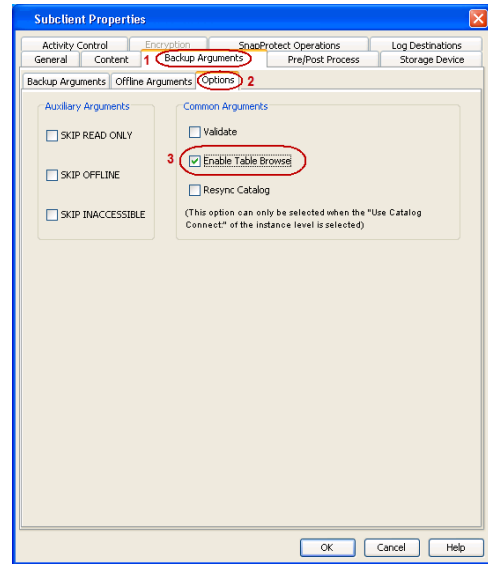 Subclient Properties
Activity Control Encryption SnapProtect Operations Log Destinations
General Content 1 Backup Arguments Pre/Post Process Storage Device
Backup Arguments Offline Arguments Options 2
Auxiliary Arguments
Common Arguments
SKIP READ ONLY
Validate
3 Enable Table Browse
SKIP OFFLINE
Resync Catalog
SKIP INACCESSIBLE
(This option can only be selected when the "Use Catalog
Connect" of the instance level is selected)
OK Cancel Help